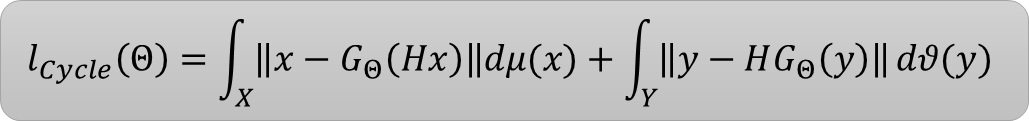 l_{Cycle}(Θ) = ∫_X ‖x − G_Θ(Hx)‖dμ(x) + ∫_Y ‖y − HG_Θ(y)‖ dϑ(y)